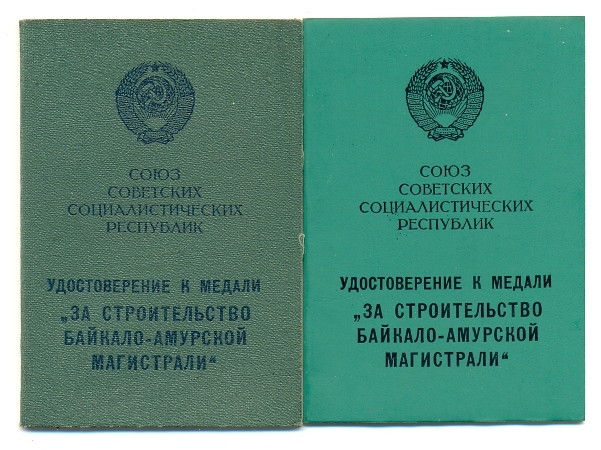 СОЮЗ
СОВЕТСКИХ
СОЦИАЛИСТИЧЕСКИХ
РЕСПУБЛИК
УДОСТОВЕРЕНИЕ К МЕДАЛИ
„ЗА СТРОИТЕЛЬСТВО
БАЙКАЛО-АМУРСКОЙ
МАГИСТРАЛИ“
СОЮЗ
СОВЕТСКИХ
СОЦИАЛИСТИЧЕСКИХ
РЕСПУБЛИК
УДОСТОВЕРЕНИЕ К МЕДАЛИ
„ЗА СТРОИТЕЛЬСТВО
БАЙКАЛО-АМУРСКОЙ
МАГИСТРАЛИ“